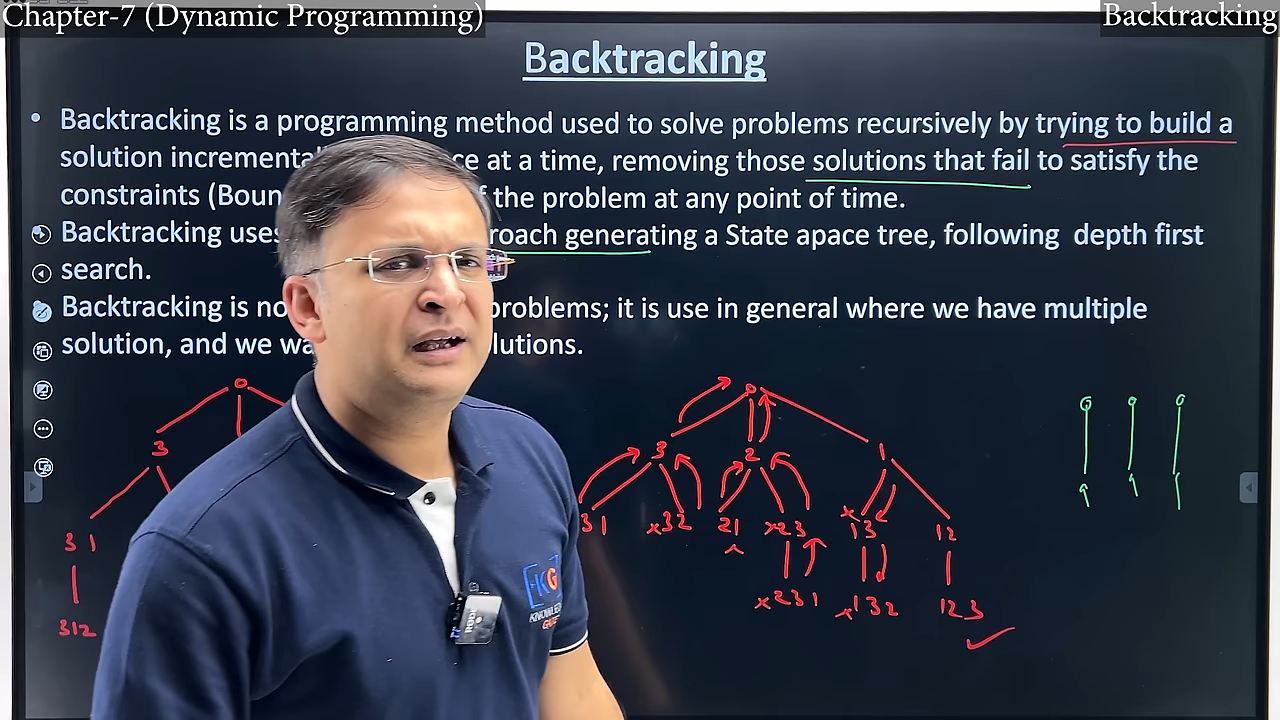 Chapter-7 (Dynamic Programming)
Backtracking
Backtracking
• Backtracking is a programming method used to solve problems recursively by trying to build a
solution ce at a time, removing those solutions that fail to satisfy the
constraints (Boun the problem at any point of time.
Backtracking uses roach generating a State apace tree, following depth first
search.
Backtracking is no problems; it is use in general where we have multiple
solution, and we wa lutions.
0 0
3 3 2 1
31 31 x32 21 x23 x13 12
312 x231 x132 123
KG